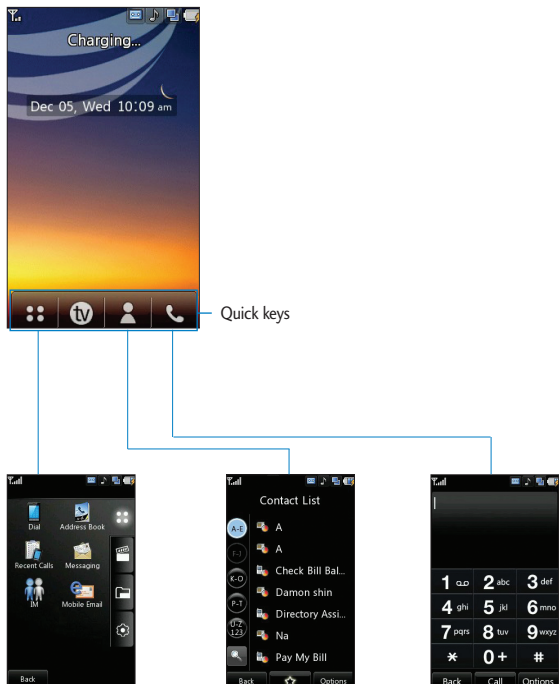 Charging...
Dec 05, Wed 10:09 am
tv
Quick keys
Dial
Address Book
Recent Calls
Messaging
IM
Mobile Email
Back
Contact List
A-E
A
F-J
A
K-O
Check Bill Bal...
Damon shin
P-T
Directory Assi...
U-Z
123
Na
Pay My Bill
Back
Options
1
2 abc
3 def
4 ghi
5 jkl
6 mno
7 pqrs
8 tuv
9 wxyz
*
0 +
#
Back
Call
Options